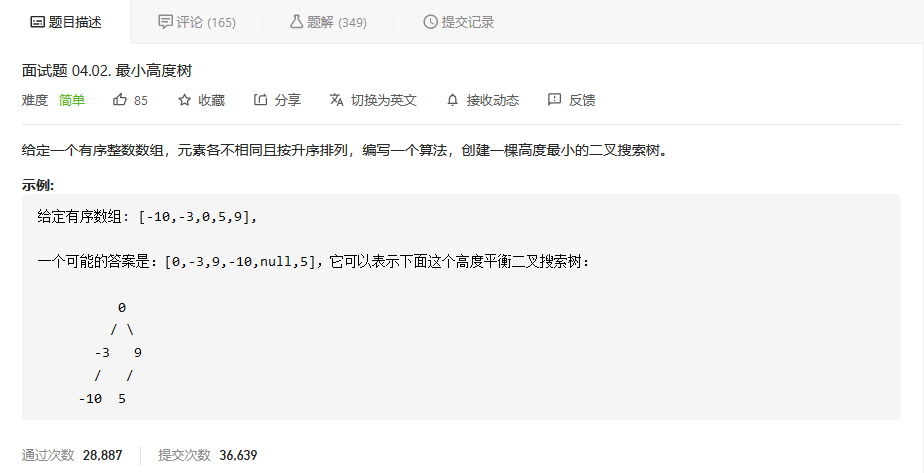 题目描述 评论 (165) 题解 (349) 提交记录
面试题 04.02. 最小高度树
难度 简单 85 收藏 分享 切换为英文 接收动态 反馈
给定一个有序整数数组，元素各不相同且按升序排列，编写一个算法，创建一棵高度最小的二叉搜索树。
示例:
给定有序数组: [-10,-3,0,5,9],
一个可能的答案是：[0,-3,9,-10,null,5]，它可以表示下面这个高度平衡二叉搜索树：
0
/ \
-3 9
/ /
-10 5
通过次数 28,887 提交次数 36,639